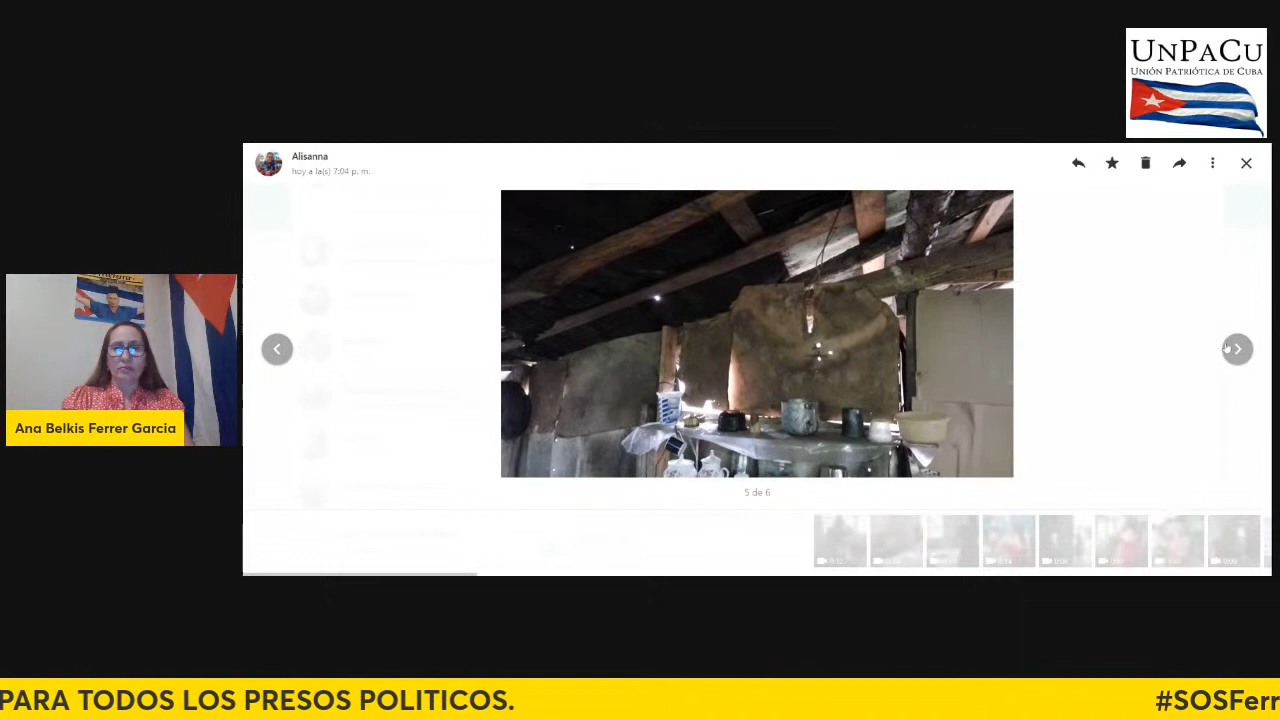 UNPACU
UNIÓN PATRIÓTICA DE CUBA
Alisanna
hoy a la(s) 7:04 p. m.
Ana Belkis Ferrer Garcia
5 de 6
PARA TODOS LOS PRESOS POLITICOS.
#SOSFerr